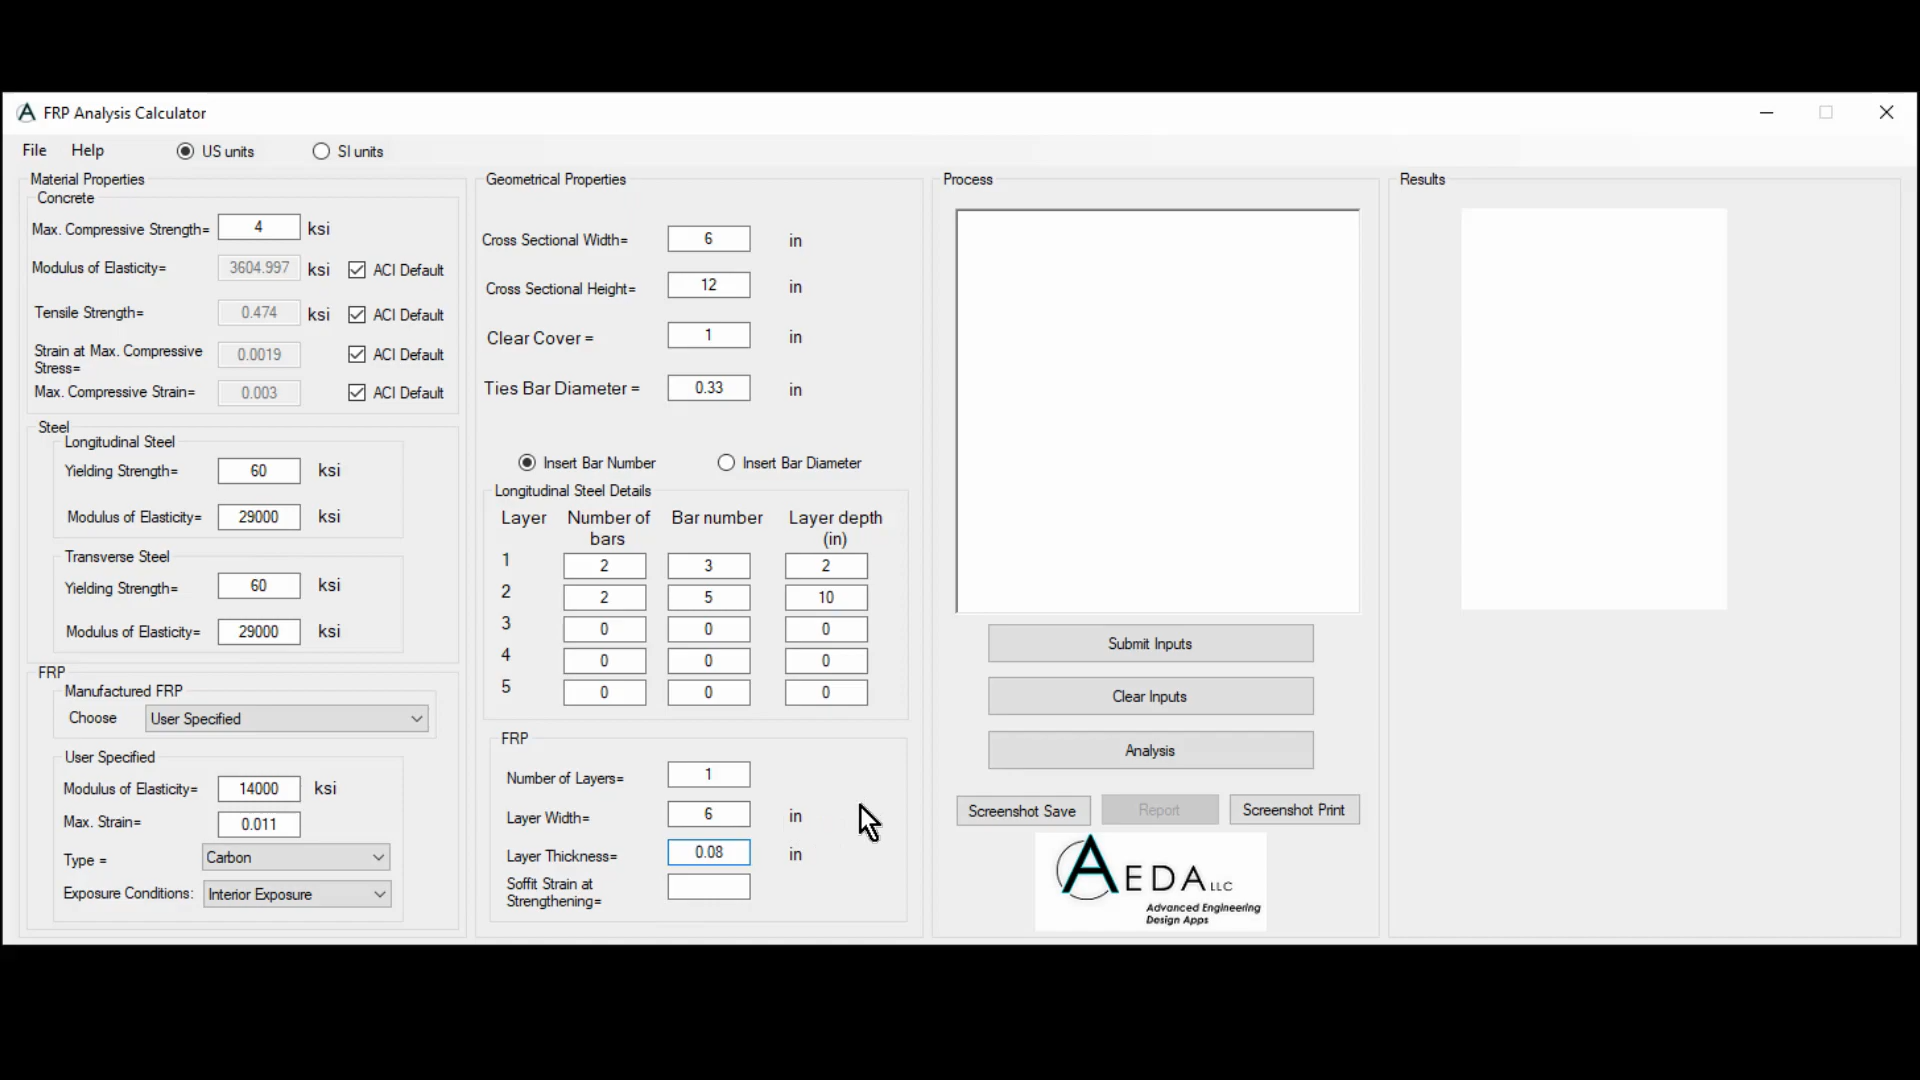 FRP Analysis Calculator
File Help US units SI units
Material Properties
Concrete
Max. Compressive Strength= 4 ksi
Modulus of Elasticity= 3604.997 ksi ACI Default
Tensile Strength= 0.474 ksi ACI Default
Strain at Max. Compressive
Stress= 0.0019 ACI Default
Max. Compressive Strain= 0.003 ACI Default
Steel
Longitudinal Steel
Yielding Strength= 60 ksi
Modulus of Elasticity= 29000 ksi
Transverse Steel
Yielding Strength= 60 ksi
Modulus of Elasticity= 29000 ksi
FRP
Manufactured FRP
Choose User Specified
User Specified
Modulus of Elasticity= 14000 ksi
Max. Strain= 0.011
Type = Carbon
Exposure Conditions: Interior Exposure
Geometrical Properties
Cross Sectional Width= 6 in
Cross Sectional Height= 12 in
Clear Cover = 1 in
Ties Bar Diameter = 0.33 in
Insert Bar Number Insert Bar Diameter
Longitudinal Steel Details
Layer Number of Bar number Layer depth
bars (in)
1 2 3 2
2 2 5 10
3 0 0 0
4 0 0 0
5 0 0 0
FRP
Number of Layers= 1
Layer Width= 6 in
Layer Thickness= 0.08 in
Soffit Strain at
Strengthening=
Process
Submit Inputs
Clear Inputs
Analysis
Screenshot Save Report Screenshot Print
AEDA LLC
Advanced Engineering
Design Apps
Results